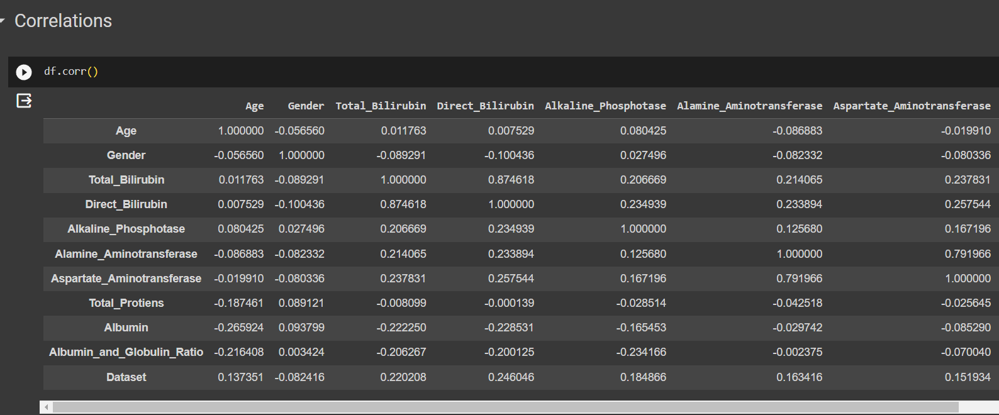 Correlations
df.corr()
Age Gender Total_Bilirubin Direct_Bilirubin Alkaline_Phosphotase Alamine_Aminotransferase Aspartate_Aminotransferase
Age 1.000000 -0.056560 0.011763 0.007529 0.080425 -0.086883 -0.019910
Gender -0.056560 1.000000 -0.089291 -0.100436 0.027496 -0.082332 -0.080336
Total_Bilirubin 0.011763 -0.089291 1.000000 0.874618 0.206669 0.214065 0.237831
Direct_Bilirubin 0.007529 -0.100436 0.874618 1.000000 0.234939 0.233894 0.257544
Alkaline_Phosphotase 0.080425 0.027496 0.206669 0.234939 1.000000 0.125680 0.167196
Alamine_Aminotransferase -0.086883 -0.082332 0.214065 0.233894 0.125680 1.000000 0.791966
Aspartate_Aminotransferase -0.019910 -0.080336 0.237831 0.257544 0.167196 0.791966 1.000000
Total_Protiens -0.187461 0.089121 -0.008099 -0.000139 -0.028514 -0.042518 -0.025645
Albumin -0.265924 0.093799 -0.222250 -0.228531 -0.165453 -0.029742 -0.085290
Albumin_and_Globulin_Ratio -0.216408 0.003424 -0.206267 -0.200125 -0.234166 -0.002375 -0.070040
Dataset 0.137351 -0.082416 0.220208 0.246046 0.184866 0.163416 0.151934